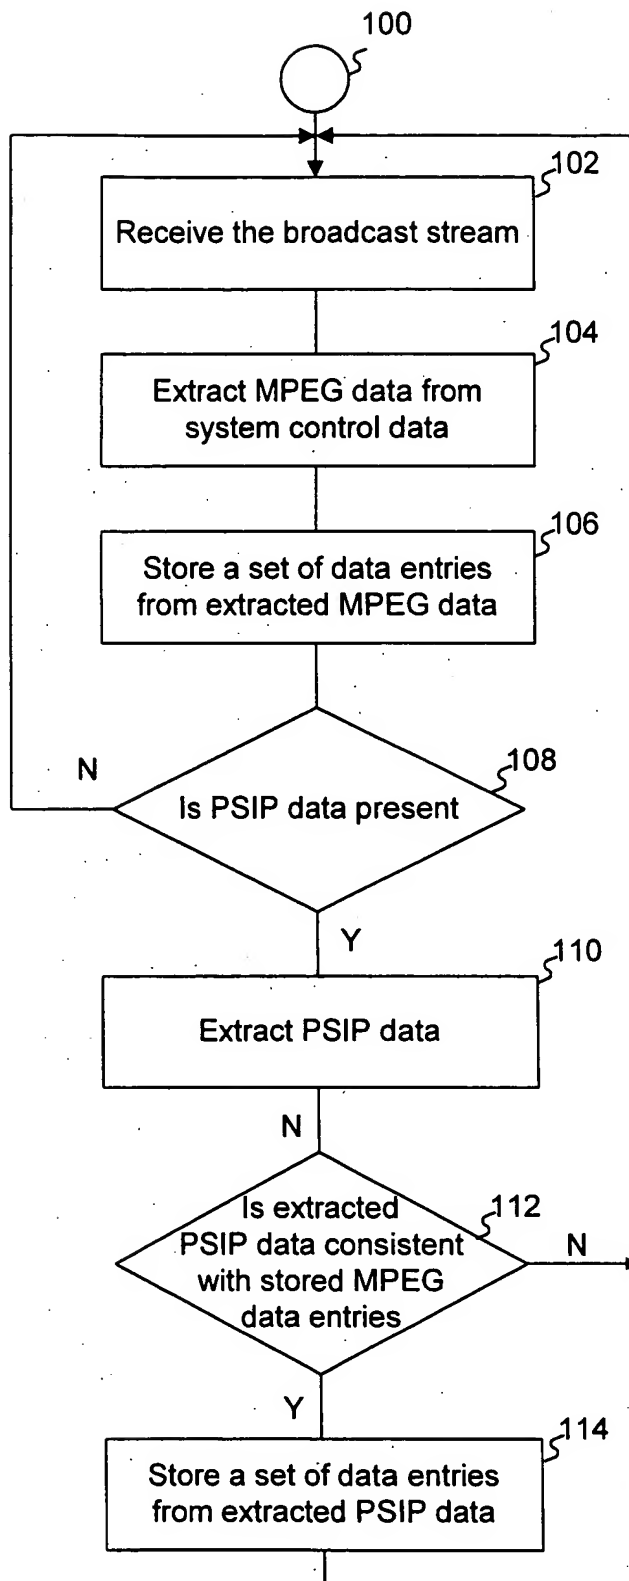 100
102
Receive the broadcast stream
104
Extract MPEG data from
system control data
106
Store a set of data entries
from extracted MPEG data
N
108
Is PSIP data present
Y
110
Extract PSIP data
N
Is extracted
112
PSIP data consistent
N
with stored MPEG
data entries
Y
114
Store a set of data entries
from extracted PSIP data